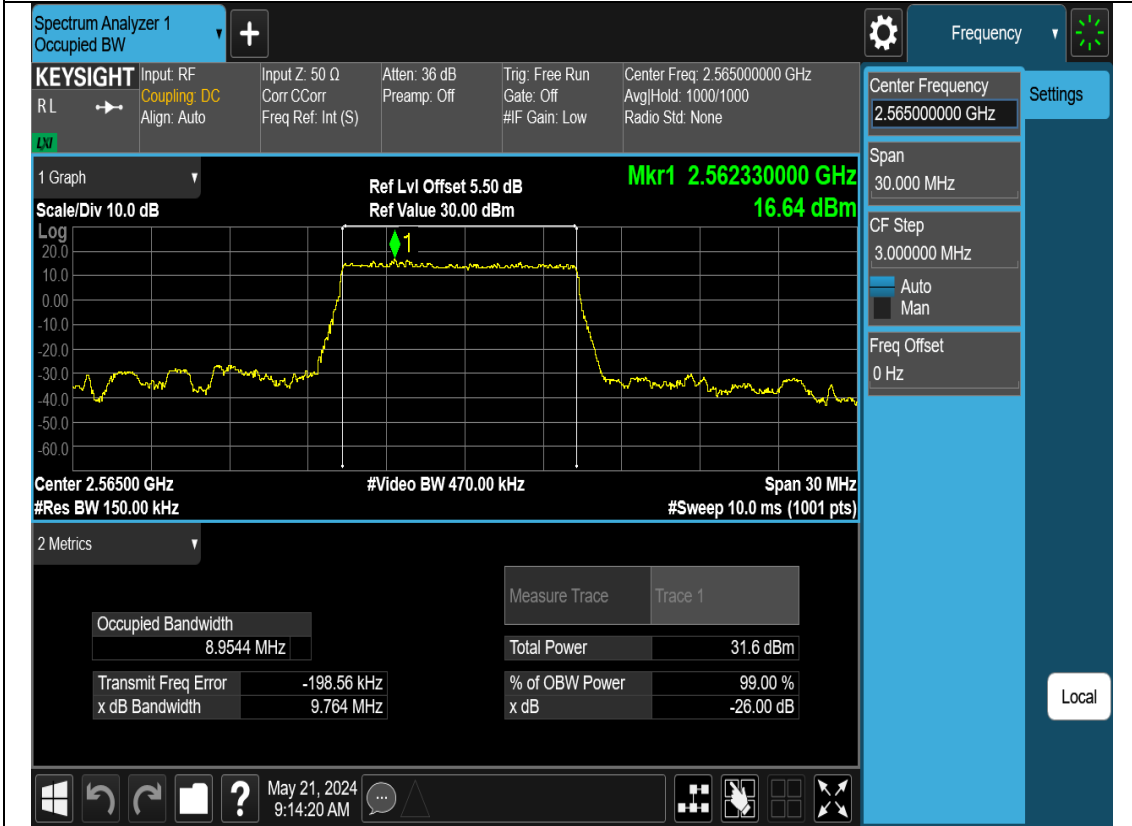 Spectrum Analyzer 1
Occupied BW
+
Frequency
KEYSIGHT
R L
LXI
Input: RF
Coupling: DC
Align: Auto
Input Z: 50 Ω
Corr CCorr
Freq Ref: Int (S)
Atten: 36 dB
Preamp: Off
Trig: Free Run
Gate: Off
#IF Gain: Low
Center Freq: 2.565000000 GHz
Avg|Hold: 1000/1000
Radio Std: None
Center Frequency
2.565000000 GHz
Settings
Span
30.000 MHz
CF Step
3.000000 MHz
Auto
Man
Freq Offset
0 Hz
Local
1 Graph
Scale/Div 10.0 dB
Ref Lvl Offset 5.50 dB
Ref Value 30.00 dBm
Mkr1 2.562330000 GHz
16.64 dBm
Log
1
20.0
10.0
0.00
-10.0
-20.0
-30.0
-40.0
-50.0
-60.0
Center 2.56500 GHz
#Video BW 470.00 kHz
Span 30 MHz
#Res BW 150.00 kHz
#Sweep 10.0 ms (1001 pts)
2 Metrics
Measure Trace Trace 1
Occupied Bandwidth
8.9544 MHz
Total Power 31.6 dBm
Transmit Freq Error -198.56 kHz
% of OBW Power 99.00 %
x dB Bandwidth 9.764 MHz
x dB -26.00 dB
?
May 21, 2024
9:14:20 AM